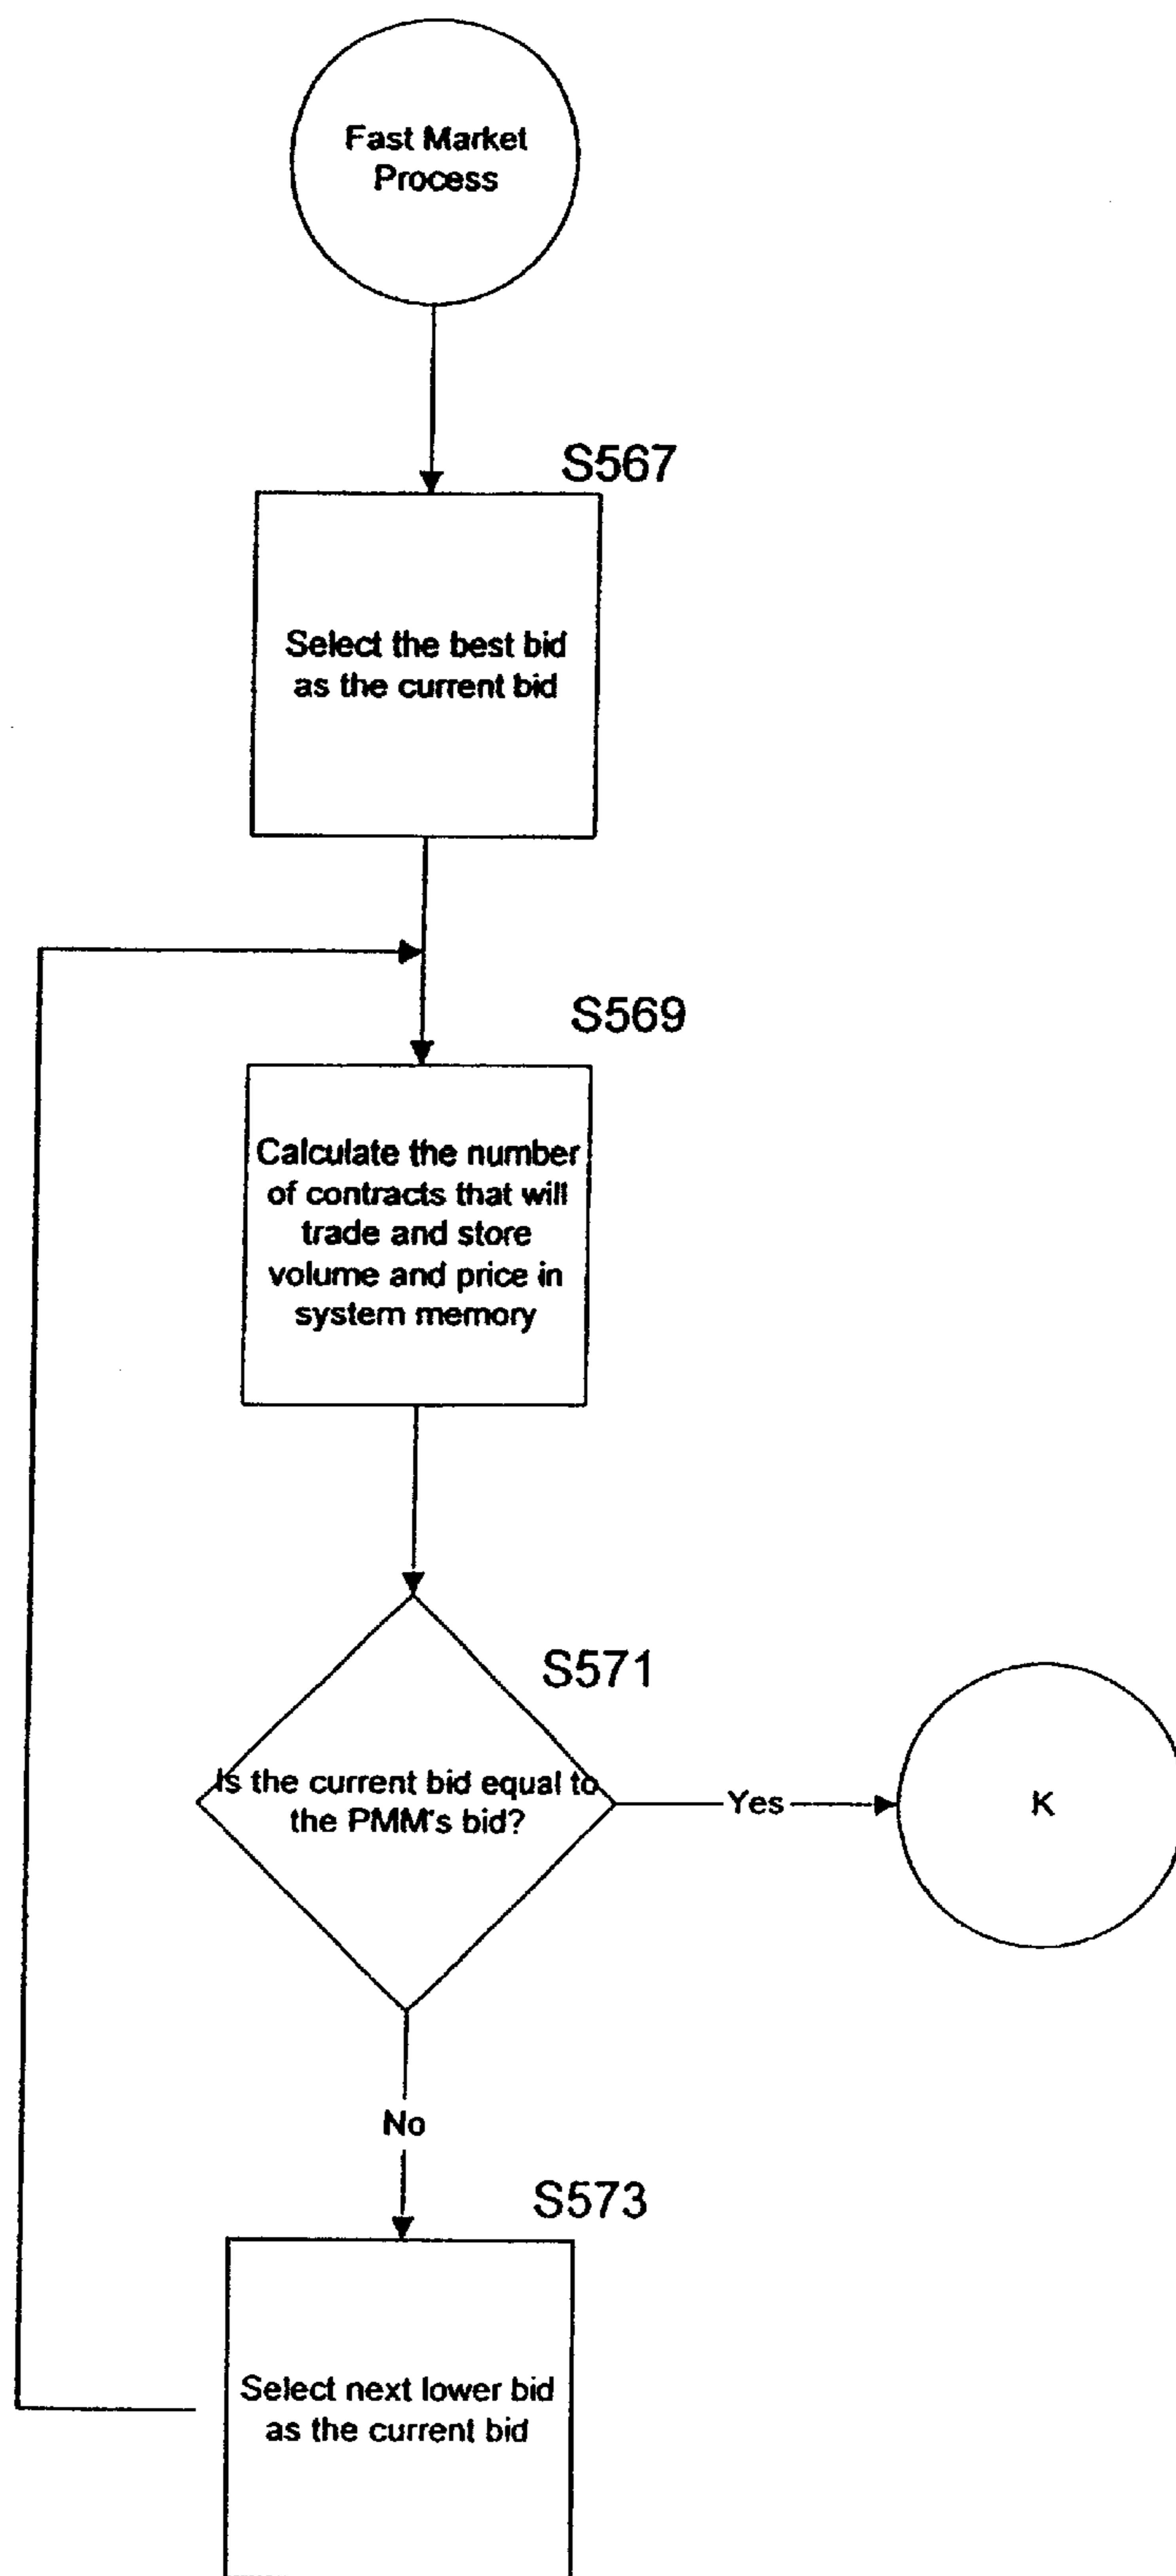 Fast Market
Process
S567
Select the best bid
as the current bid
S569
Calculate the number
of contracts that will
trade and store
volume and price in
system memory
S571
Is the current bid equal to
the PMM's bid?
Yes
K
No
S573
Select next lower bid
as the current bid